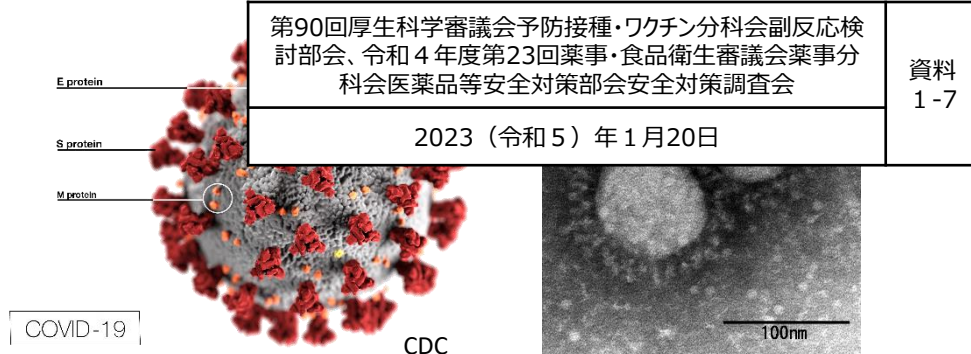 第90回厚生科学審議会予防接種・ワクチン分科会副反応検
討部会、令和４年度第23回薬事・食品衛生審議会薬事分
科会医薬品等安全対策部会安全対策調査会
資料
１-7
2023（令和５）年１月20日
E protein
S protein
M protein
COVID-19
CDC
100nm